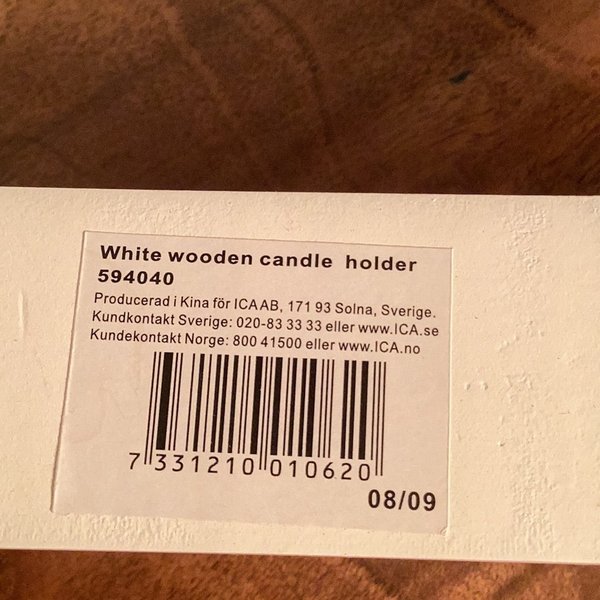 White wooden candle holder
594040
Producerad i Kina för ICA AB, 171 93 Solna, Sverige.
Kundkontakt Sverige: 020-83 33 33 eller www.ICA.se
Kundekontakt Norge: 800 41500 eller www.ICA.no
7 331210 010620
08/09